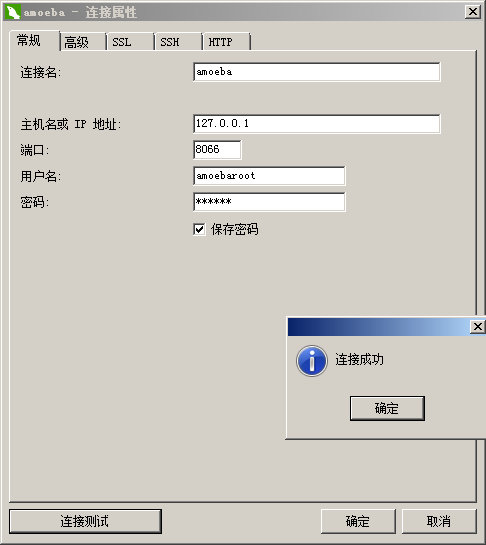 amoeba - 连接属性
常规 高级 SSL SSH HTTP
连接名: amoeba
主机名或 IP 地址: 127.0.0.1
端口: 8066
用户名: amoebaroot
密码: ******
保存密码
连接成功
确定
连接测试 确定 取消